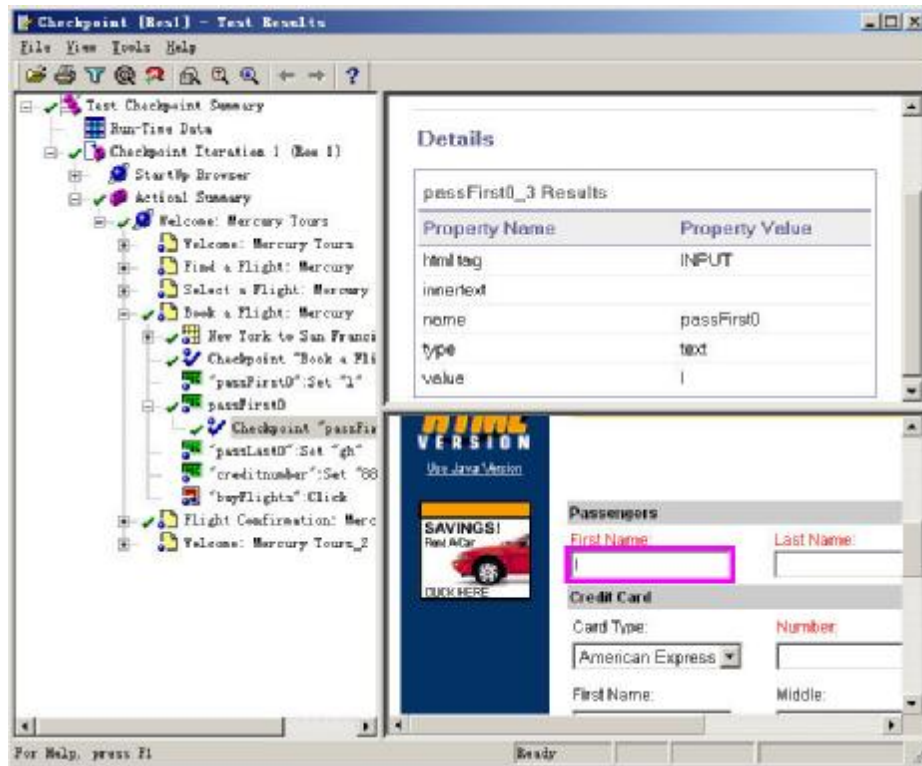 Checkpoint [Res1] - Test Results
File View Tools Help
Test Checkpoint Summary
Run-Time Data
Checkpoint Iteration 1 (Row 1)
StartUp Browser
Action1 Summary
Welcome: Mercury Tours
Welcome: Mercury Tours
Find a Flight: Mercury
Select a Flight: Mercury
Book a Flight: Mercury
New York to San Franci
Checkpoint "Book a Fli
"passFirst0":Set "l"
passFirst0
Checkpoint "passFir
"passLast0":Set "gh"
"creditnumber":Set "88
"buyFlights":Click
Flight Confirmation: Merc
Welcome: Mercury Tours_2
Details
passFirst0_3 Results
Property Name Property Value
html tag INPUT
innertext
name passFirst0
type text
value l
VERSION
Use Java Version
SAVINGS!
Rent A Car
CLICK HERE
Passengers
First Name: Last Name:
l
Credit Card
Card Type: Number:
American Express
First Name: Middle:
For Help, press F1 Ready